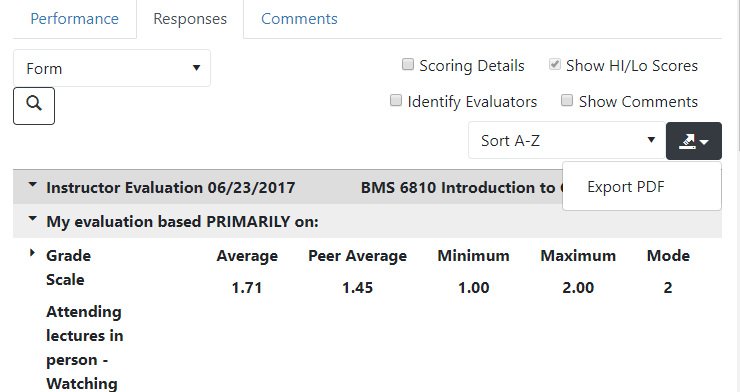 Performance Responses Comments
Form
Scoring Details Show HI/Lo Scores
Identify Evaluators Show Comments
Sort A-Z
Export PDF
Instructor Evaluation 06/23/2017 BMS 6810 Introduction to
My evaluation based PRIMARILY on:
Grade Average Peer Average Minimum Maximum Mode
Scale
1.71 1.45 1.00 2.00 2
Attending
lectures in
person -
Watching